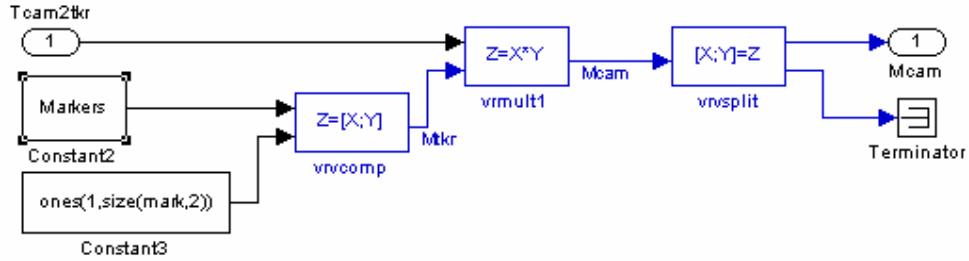 Tcam2tkr
1
Markers
Constant2
ones(1,size(mark,2))
Constant3
Z=[X;Y]
vrvcomp
Mtkr
Z=X*Y
vrmult1
Mcam
[X;Y]=Z
vrvsplit
1
Mcam
Terminator